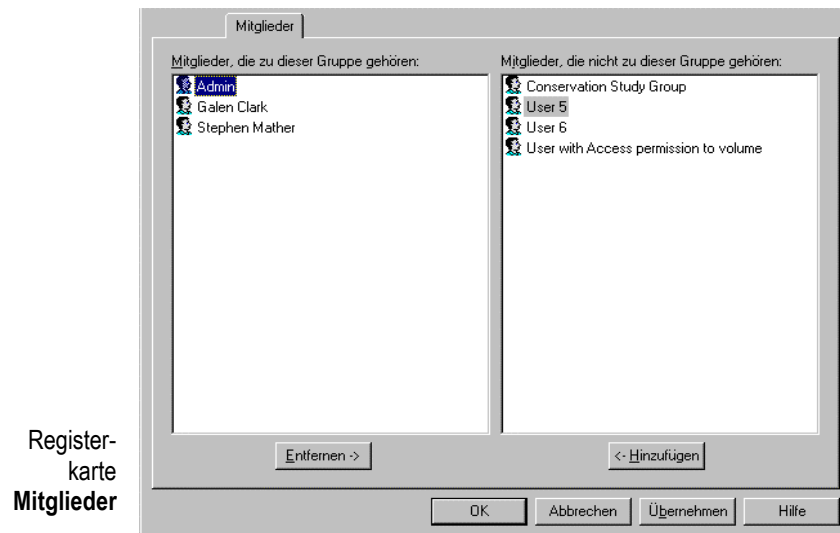 Mitglieder
Mitglieder, die zu dieser Gruppe gehören:
Admin
Galen Clark
Stephen Mather
Entfernen ->
Mitglieder, die nicht zu dieser Gruppe gehören:
Conservation Study Group
User 5
User 6
User with Access permission to volume
<- Hinzufügen
OK
Abbrechen
Übernehmen
Hilfe
Register-
karte
Mitglieder